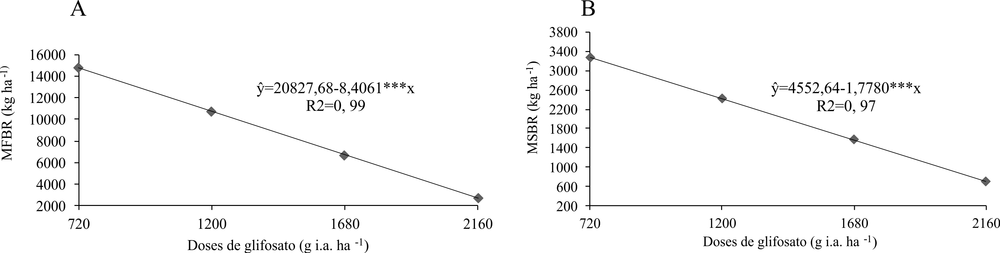 A
MFBR (kg ha -1)
16000
14000
12000
10000
8000
6000
4000
2000
ŷ=20827,68-8,4061***x
R2=0, 99
720 1200 1680 2160
Doses de glifosato (g i.a. ha -1)
B
MSBR (kg ha -1)
3800
3400
3000
2600
2200
1800
1400
1000
600
200
ŷ=4552,64-1,7780***x
R2=0, 97
720 1200 1680 2160
Doses de glifosato (g i.a. ha -1)